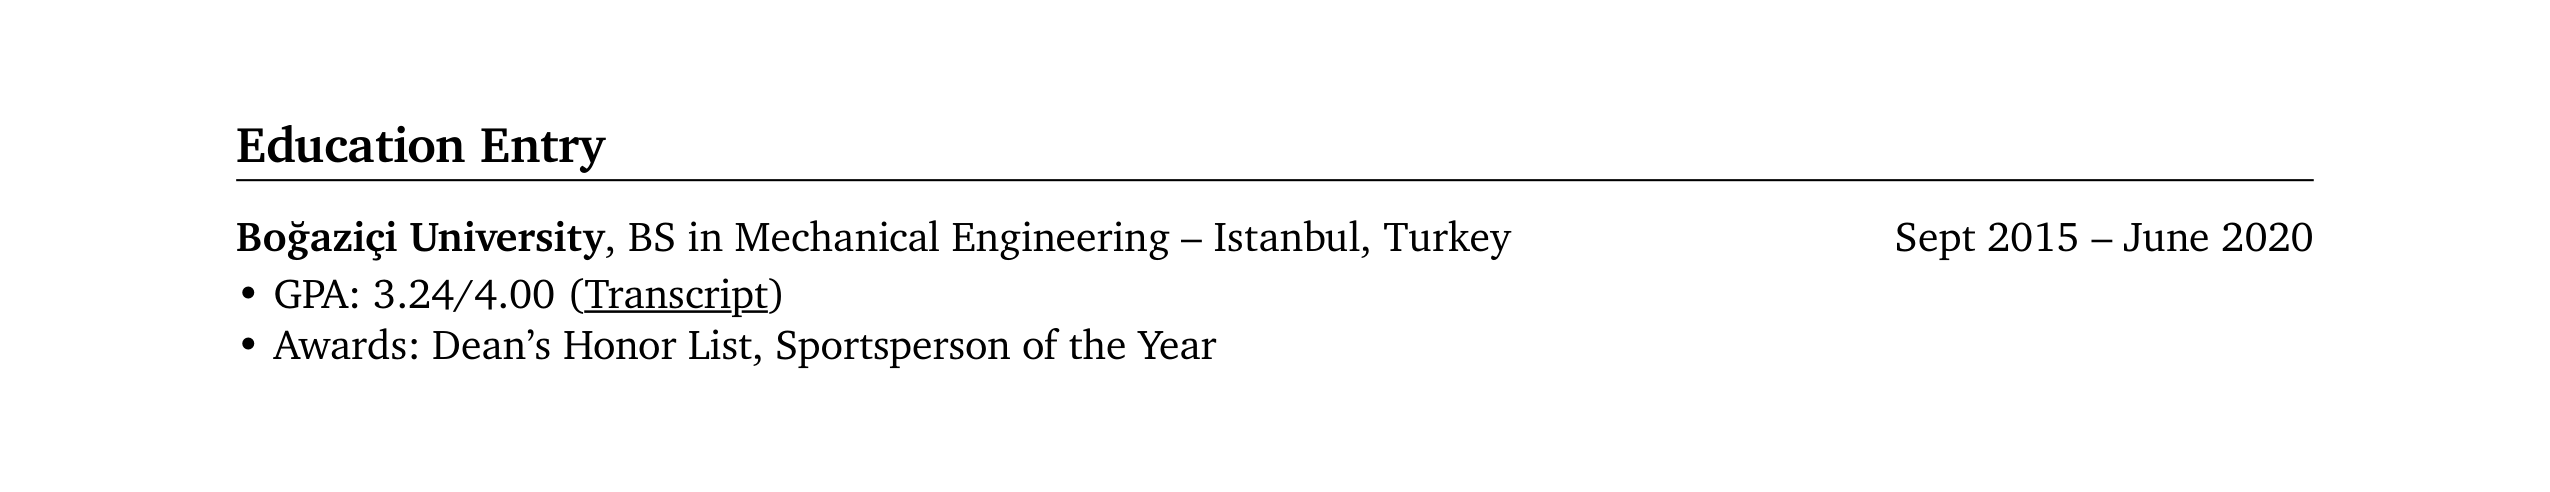 Education Entry
Boğaziçi University, BS in Mechanical Engineering – Istanbul, Turkey Sept 2015 – June 2020
• GPA: 3.24/4.00 (Transcript)
• Awards: Dean’s Honor List, Sportsperson of the Year